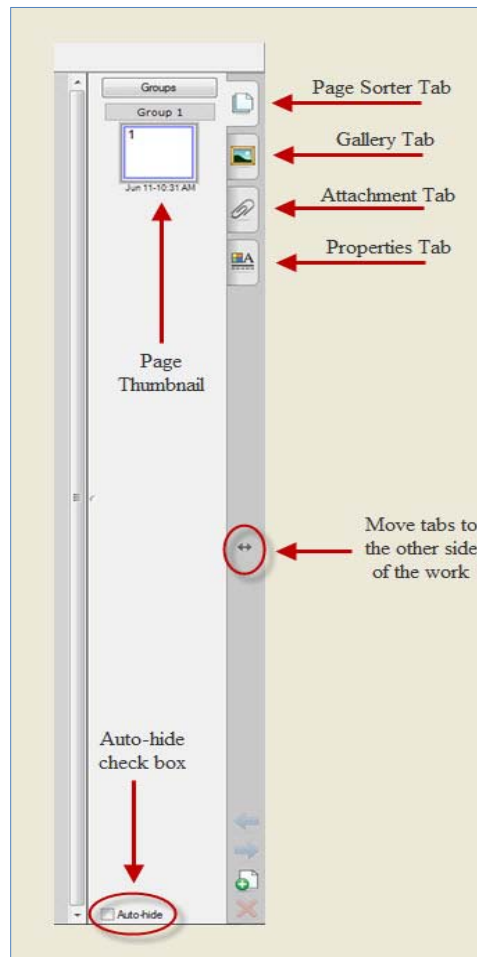 Groups
Page Sorter Tab
Group 1
1
Gallery Tab
Jun 11-10:31 AM
Attachment Tab
A
Properties Tab
Page
Thumbnail
Move tabs to
the other side
of the work
Auto-hide
check box
Auto-hide